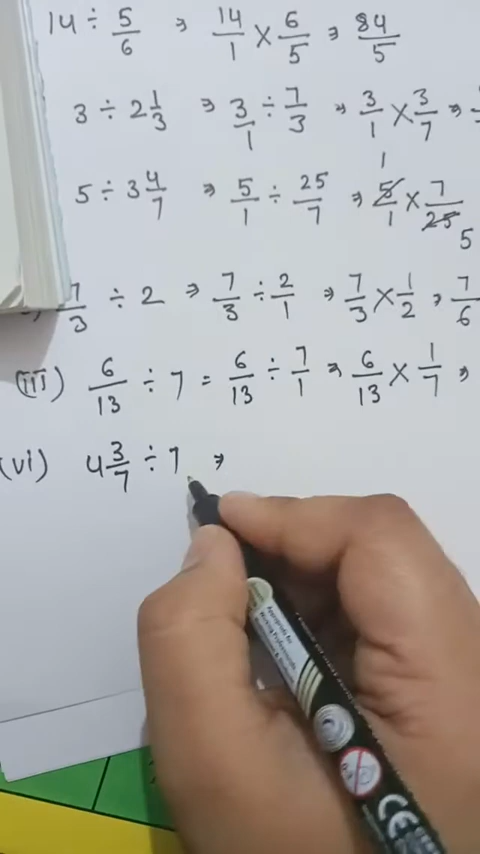 14 ÷ 5/6 ⇒ 14/1 × 6/5 ⇒ 84/5
3 ÷ 2 1/3 ⇒ 3/1 ÷ 7/3 ⇒ 3/1 × 3/7 ⇒
5 ÷ 3 4/7 ⇒ 5/1 ÷ 25/7 ⇒ 5/1 × 7/25 1 5
7/3 ÷ 2 ⇒ 7/3 ÷ 2/1 ⇒ 7/3 × 1/2 ⇒ 7/6
(iii) 6/13 ÷ 7 = 6/13 ÷ 7/1 ⇒ 6/13 × 1/7 ⇒
(vi) 4 3/7 ÷ 7 ⇒
CE